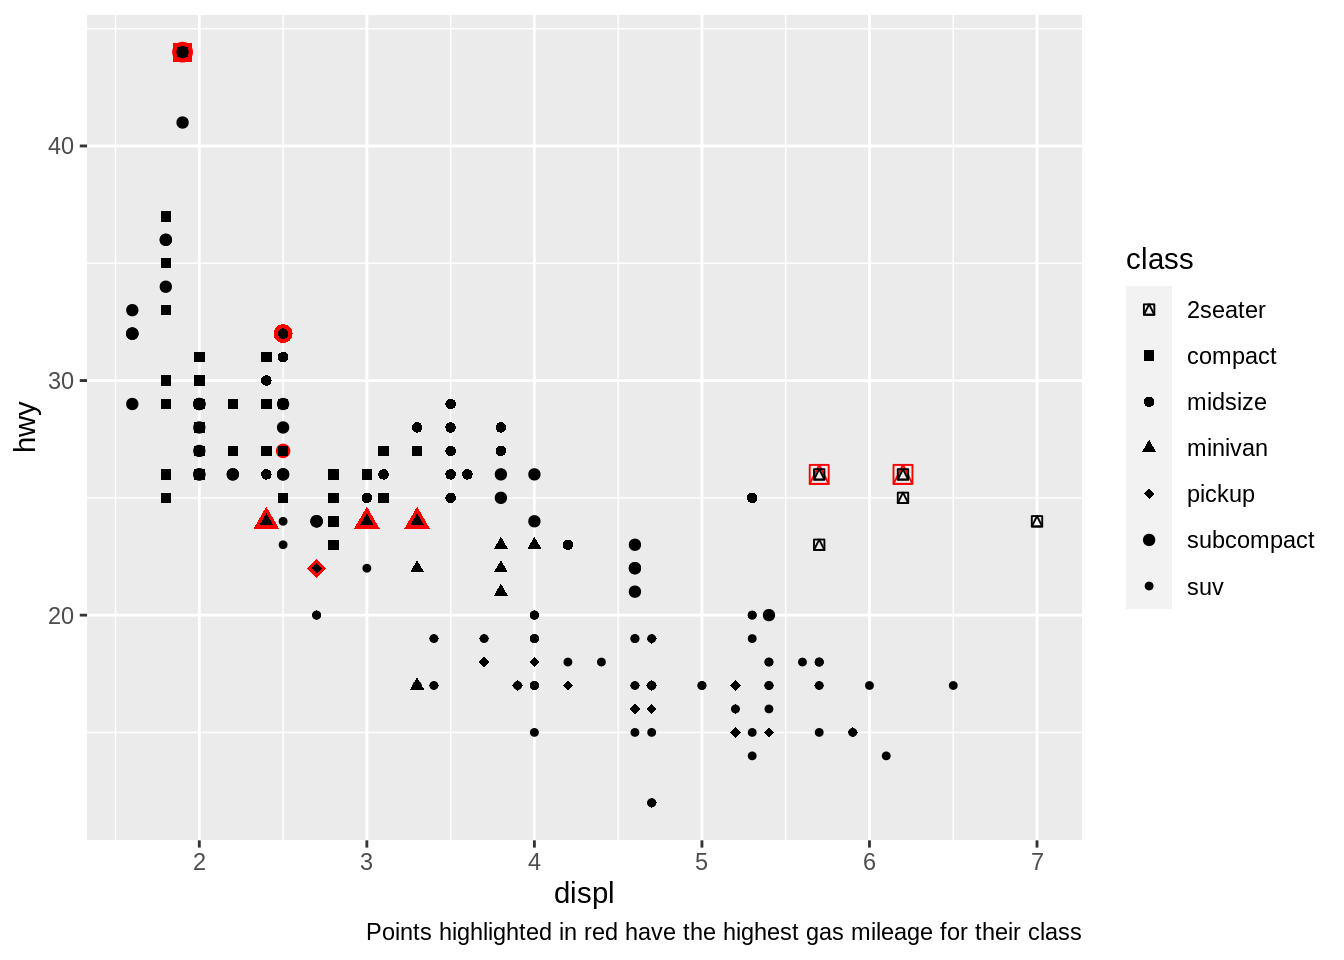 hwy
40
30
20
2 3 4 5 6 7
displ
Points highlighted in red have the highest gas mileage for their class
class
2seater
compact
midsize
minivan
pickup
subcompact
suv